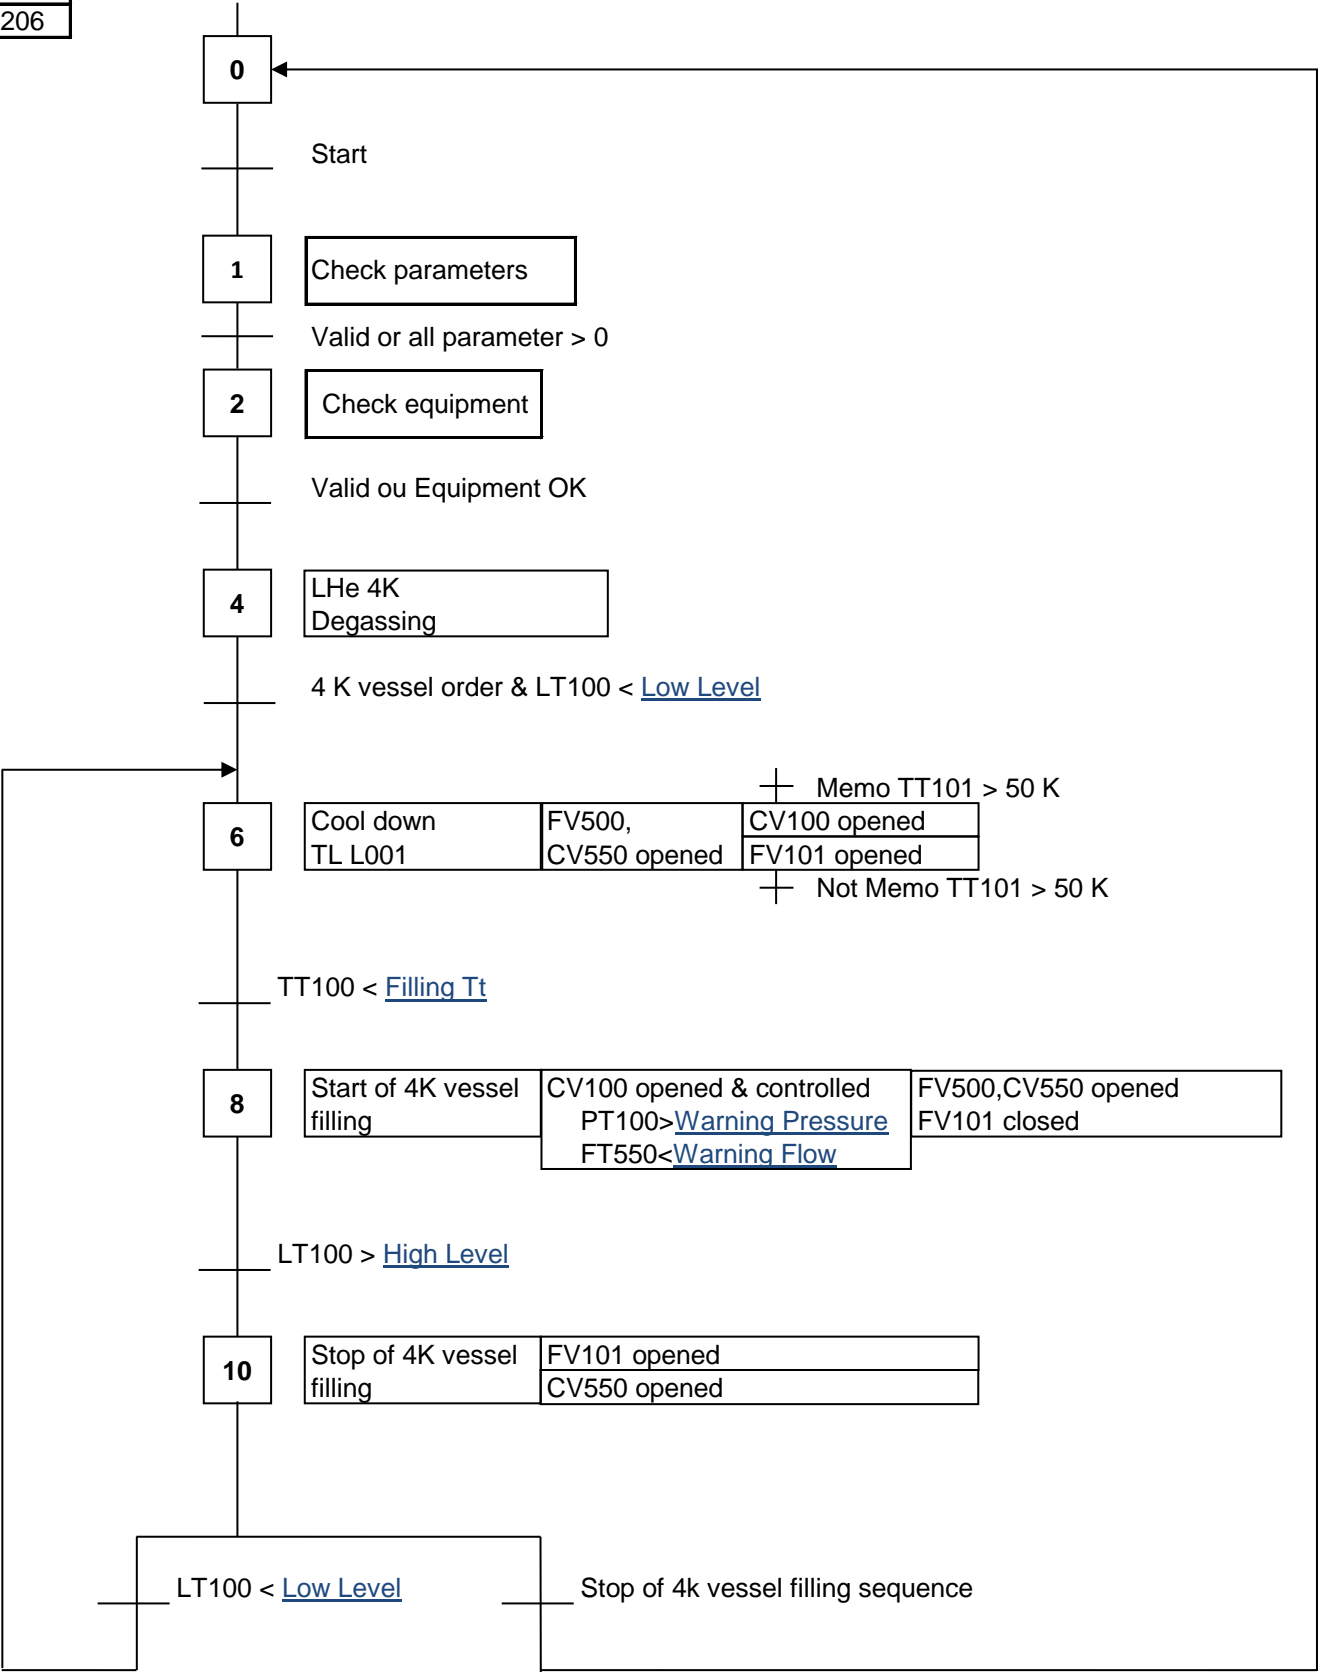 206
0
Start
1
Check parameters
Valid or all parameter > 0
2
Check equipment
Valid ou Equipment OK
4
LHe 4K
Degassing
4 K vessel order & LT100 < Low Level
Memo TT101 > 50 K
6
Cool down
TL L001
FV500,
CV550 opened
CV100 opened
FV101 opened
Not Memo TT101 > 50 K
TT100 < Filling Tt
8
Start of 4K vessel
filling
CV100 opened & controlled
PT100>Warning Pressure
FT550<Warning Flow
FV500,CV550 opened
FV101 closed
LT100 > High Level
10
Stop of 4K vessel
filling
FV101 opened
CV550 opened
LT100 < Low Level
Stop of 4k vessel filling sequence